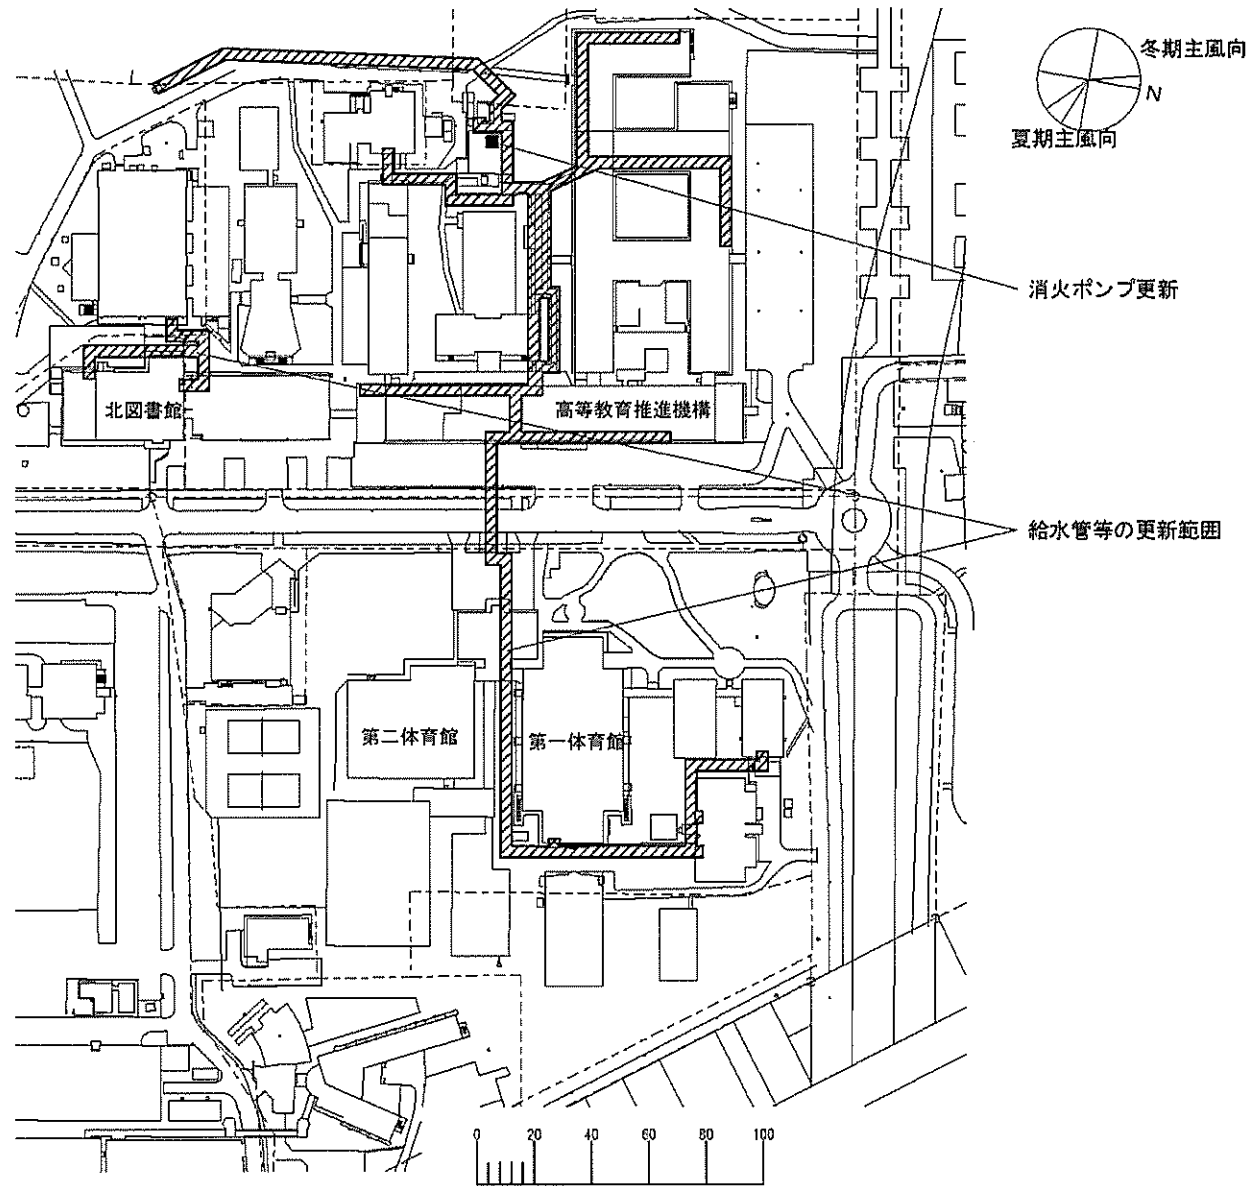 冬期主風向
N
夏期主風向
消火ポンプ更新
北図書館
高等教育推進機構
給水管等の更新範囲
第二体育館
第一体育館
0 20 40 60 80 100